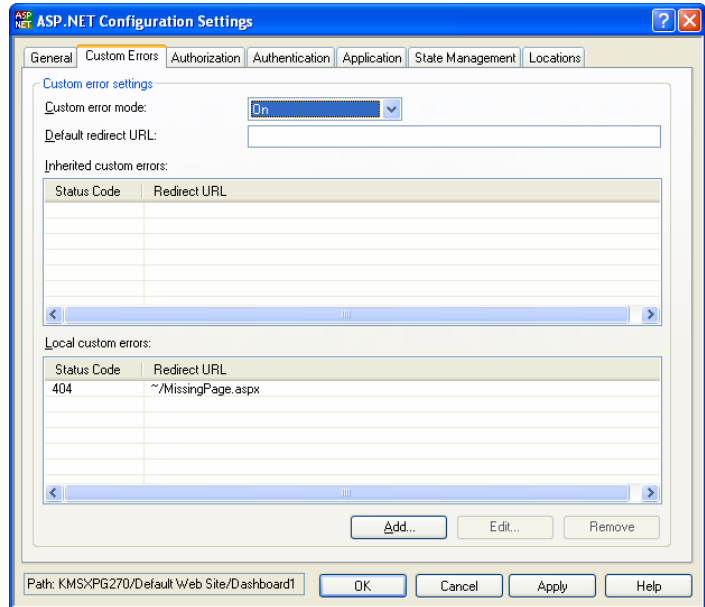 ASP.NET Configuration Settings
General Custom Errors Authorization Authentication Application State Management Locations
Custom error settings
Custom error mode: On
Default redirect URL:
Inherited custom errors:
Status Code Redirect URL
Local custom errors:
Status Code Redirect URL
404 ~/MissingPage.aspx
Add... Edit... Remove
Path: KMSXPG270/Default Web Site/Dashboard1 OK Cancel Apply Help